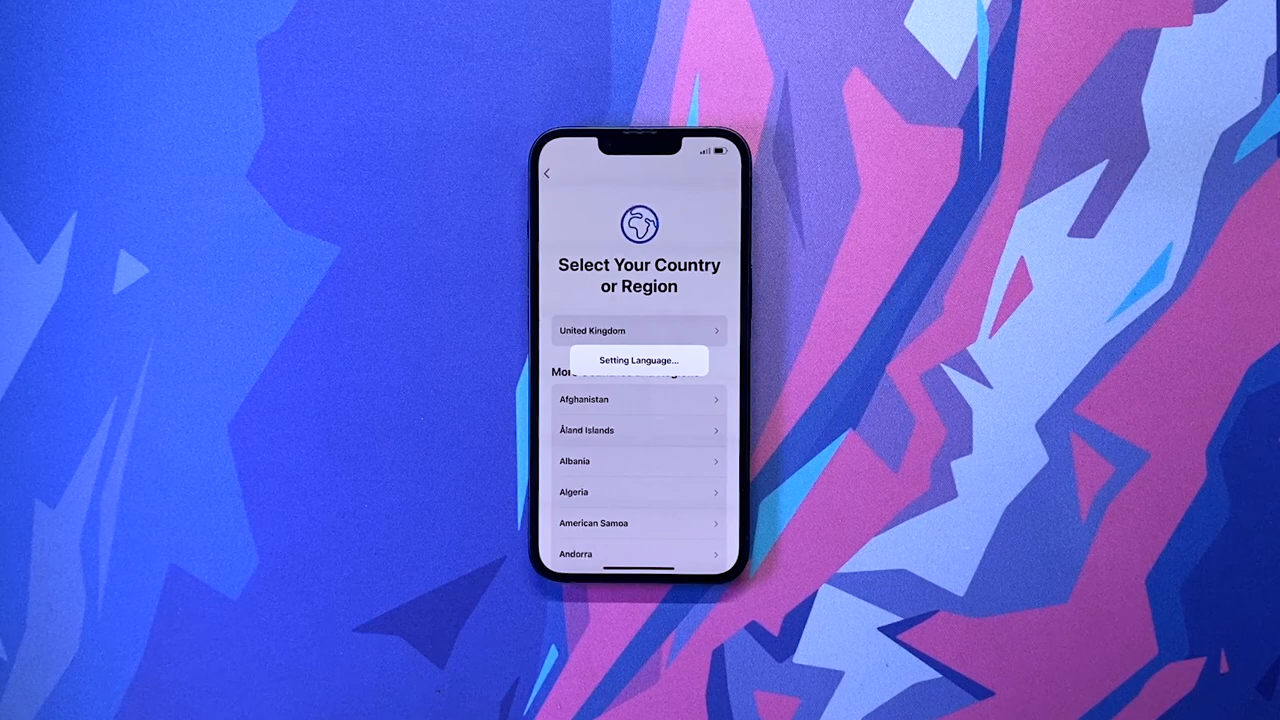 Select Your Country
or Region
United Kingdom
Setting Language...
Afghanistan
Åland Islands
Albania
Algeria
American Samoa
Andorra